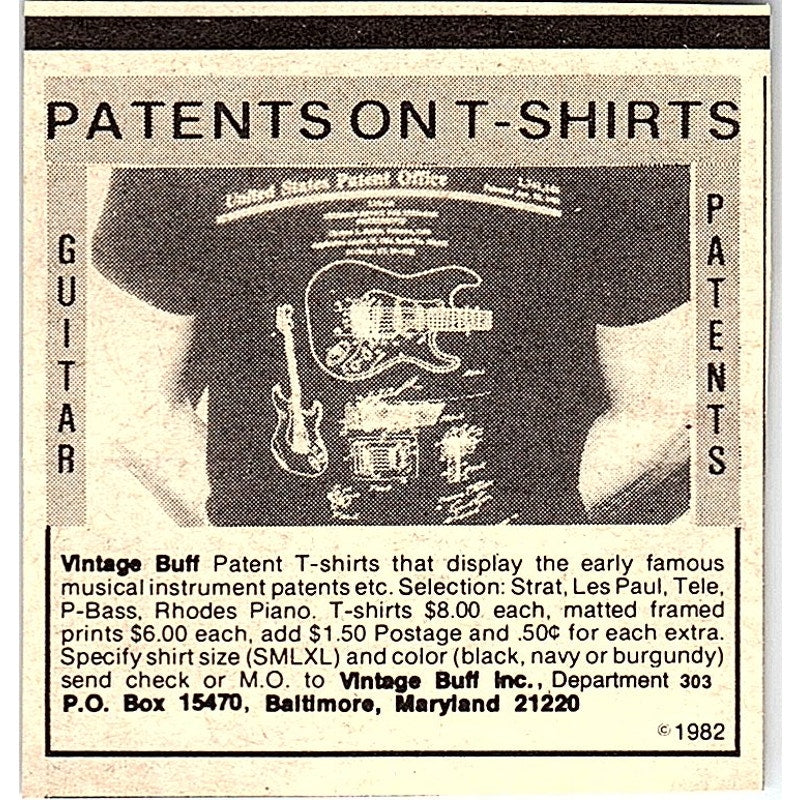 PATENTS ON T-SHIRTS
GUITAR
PATENTS
United States Patent Office
Vintage Buff Patent T-shirts that display the early famous
musical instrument patents etc. Selection: Strat, Les Paul, Tele,
P-Bass, Rhodes Piano. T-shirts $8.00 each, matted framed
prints $6.00 each, add $1.50 Postage and .50¢ for each extra.
Specify shirt size (SMLXL) and color (black, navy or burgundy)
send check or M.O. to Vintage Buff Inc., Department 303
P.O. Box 15470, Baltimore, Maryland 21220
©1982